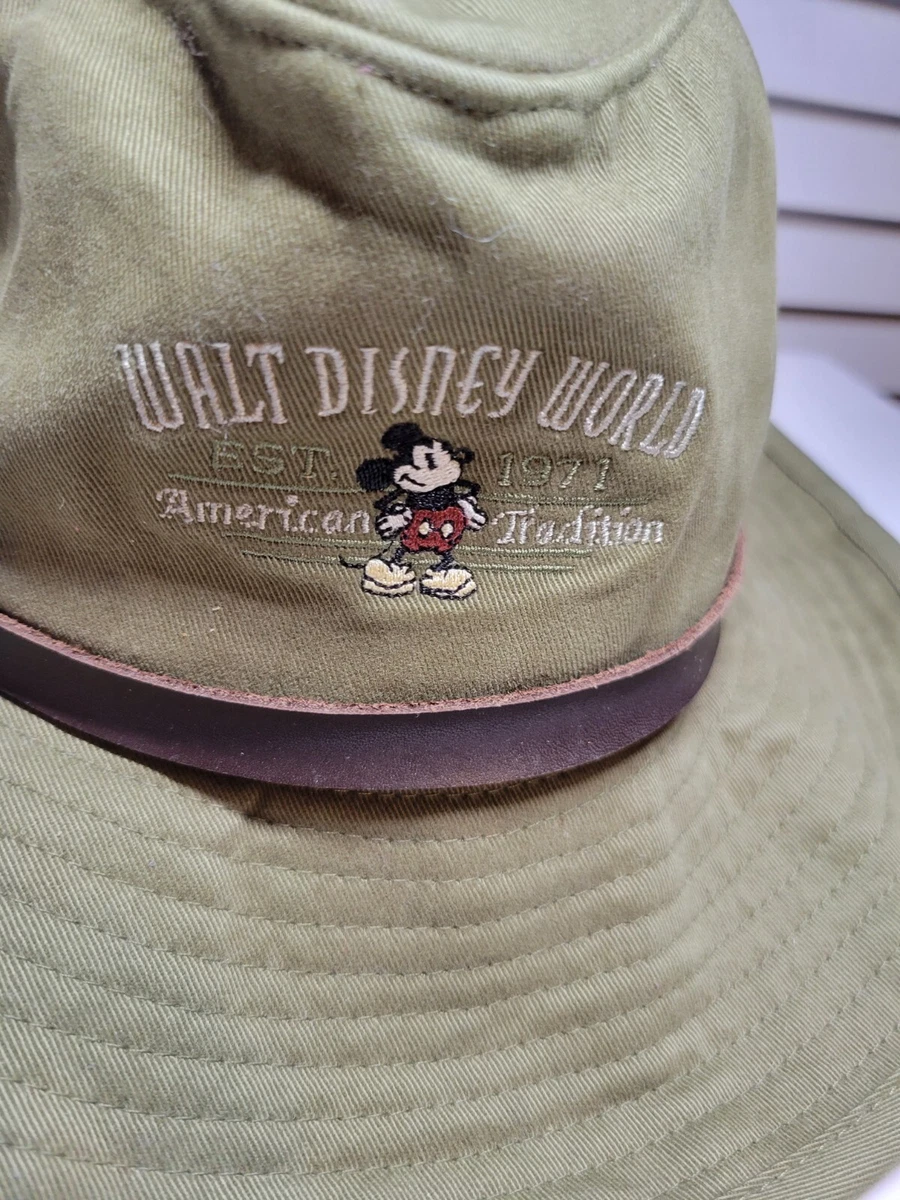 WALT DISNEY WORLD
EST. 1971
American Tradition